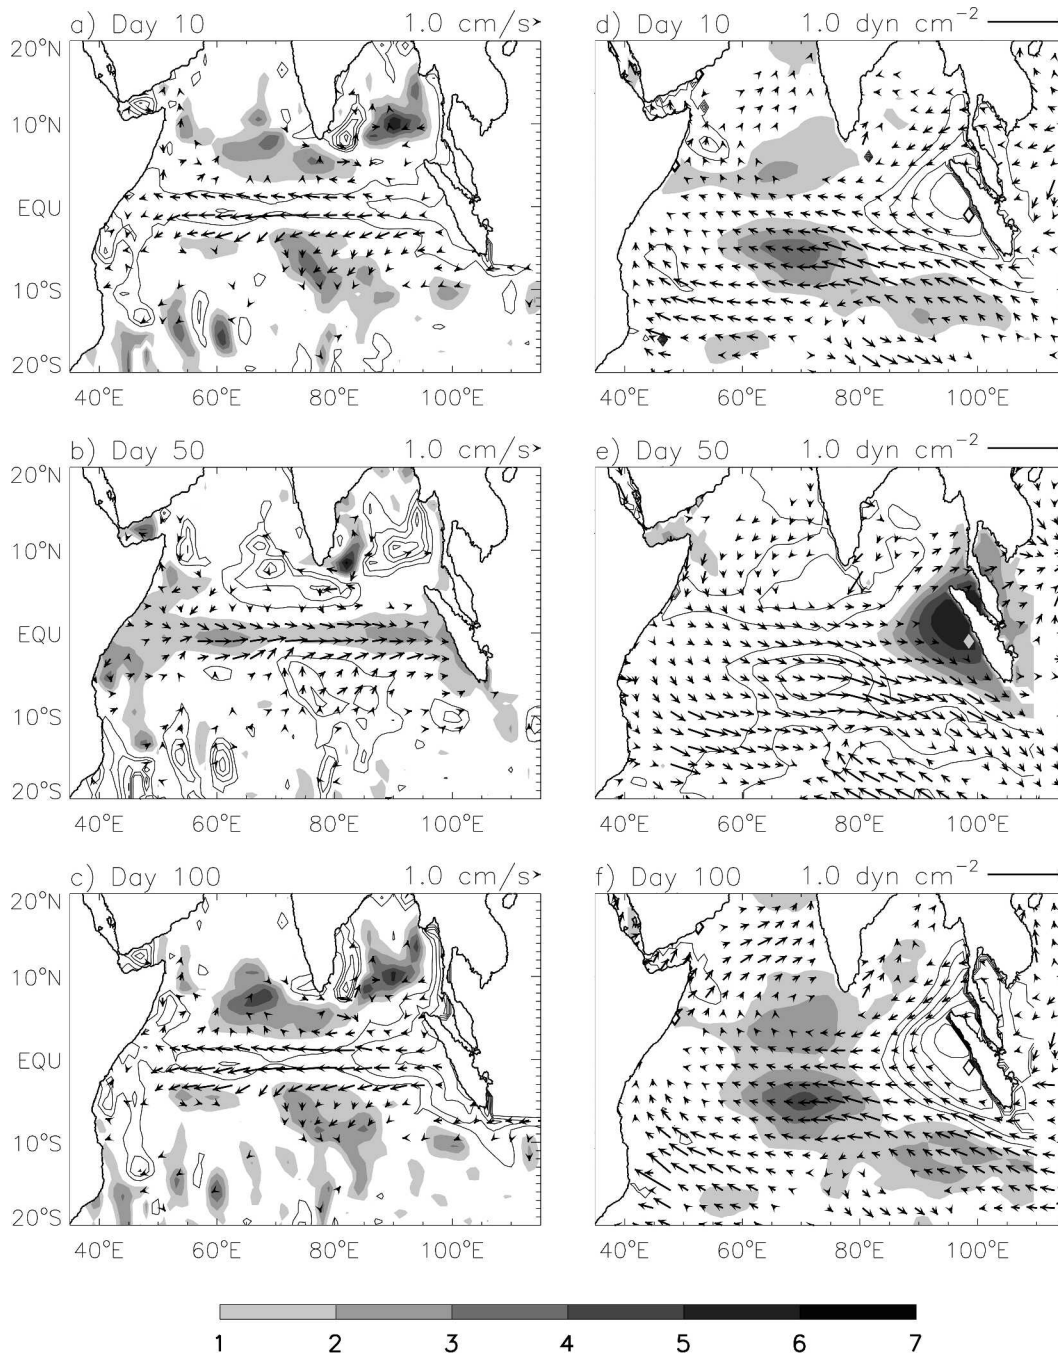 a) Day 10 1.0 cm/s
20°N
10°N
EQU
10°S
20°S
40°E 60°E 80°E 100°E
d) Day 10 1.0 dyn cm⁻²
40°E 60°E 80°E 100°E
b) Day 50 1.0 cm/s
20°N
10°N
EQU
10°S
20°S
40°E 60°E 80°E 100°E
e) Day 50 1.0 dyn cm⁻²
40°E 60°E 80°E 100°E
c) Day 100 1.0 cm/s
20°N
10°N
EQU
10°S
20°S
40°E 60°E 80°E 100°E
f) Day 100 1.0 dyn cm⁻²
40°E 60°E 80°E 100°E
1 2 3 4 5 6 7